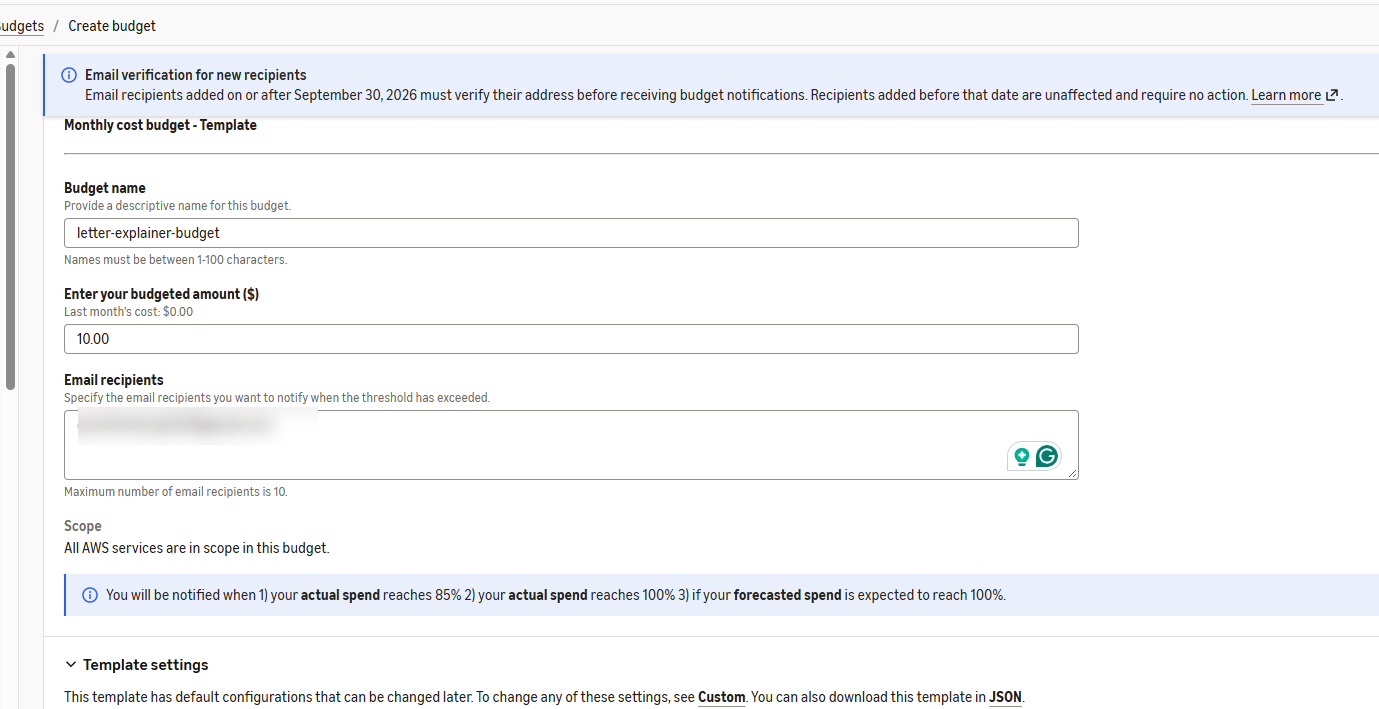 Budgets / Create budget
Email verification for new recipients
Email recipients added on or after September 30, 2026 must verify their address before receiving budget notifications. Recipients added before that date are unaffected and require no action. Learn more.
Monthly cost budget - Template
Budget name
Provide a descriptive name for this budget.
letter-explainer-budget
Names must be between 1-100 characters.
Enter your budgeted amount ($)
Last month's cost: $0.00
10.00
Email recipients
Specify the email recipients you want to notify when the threshold has exceeded.
Maximum number of email recipients is 10.
Scope
All AWS services are in scope in this budget.
You will be notified when 1) your actual spend reaches 85% 2) your actual spend reaches 100% 3) if your forecasted spend is expected to reach 100%.
Template settings
This template has default configurations that can be changed later. To change any of these settings, see Custom. You can also download this template in JSON.